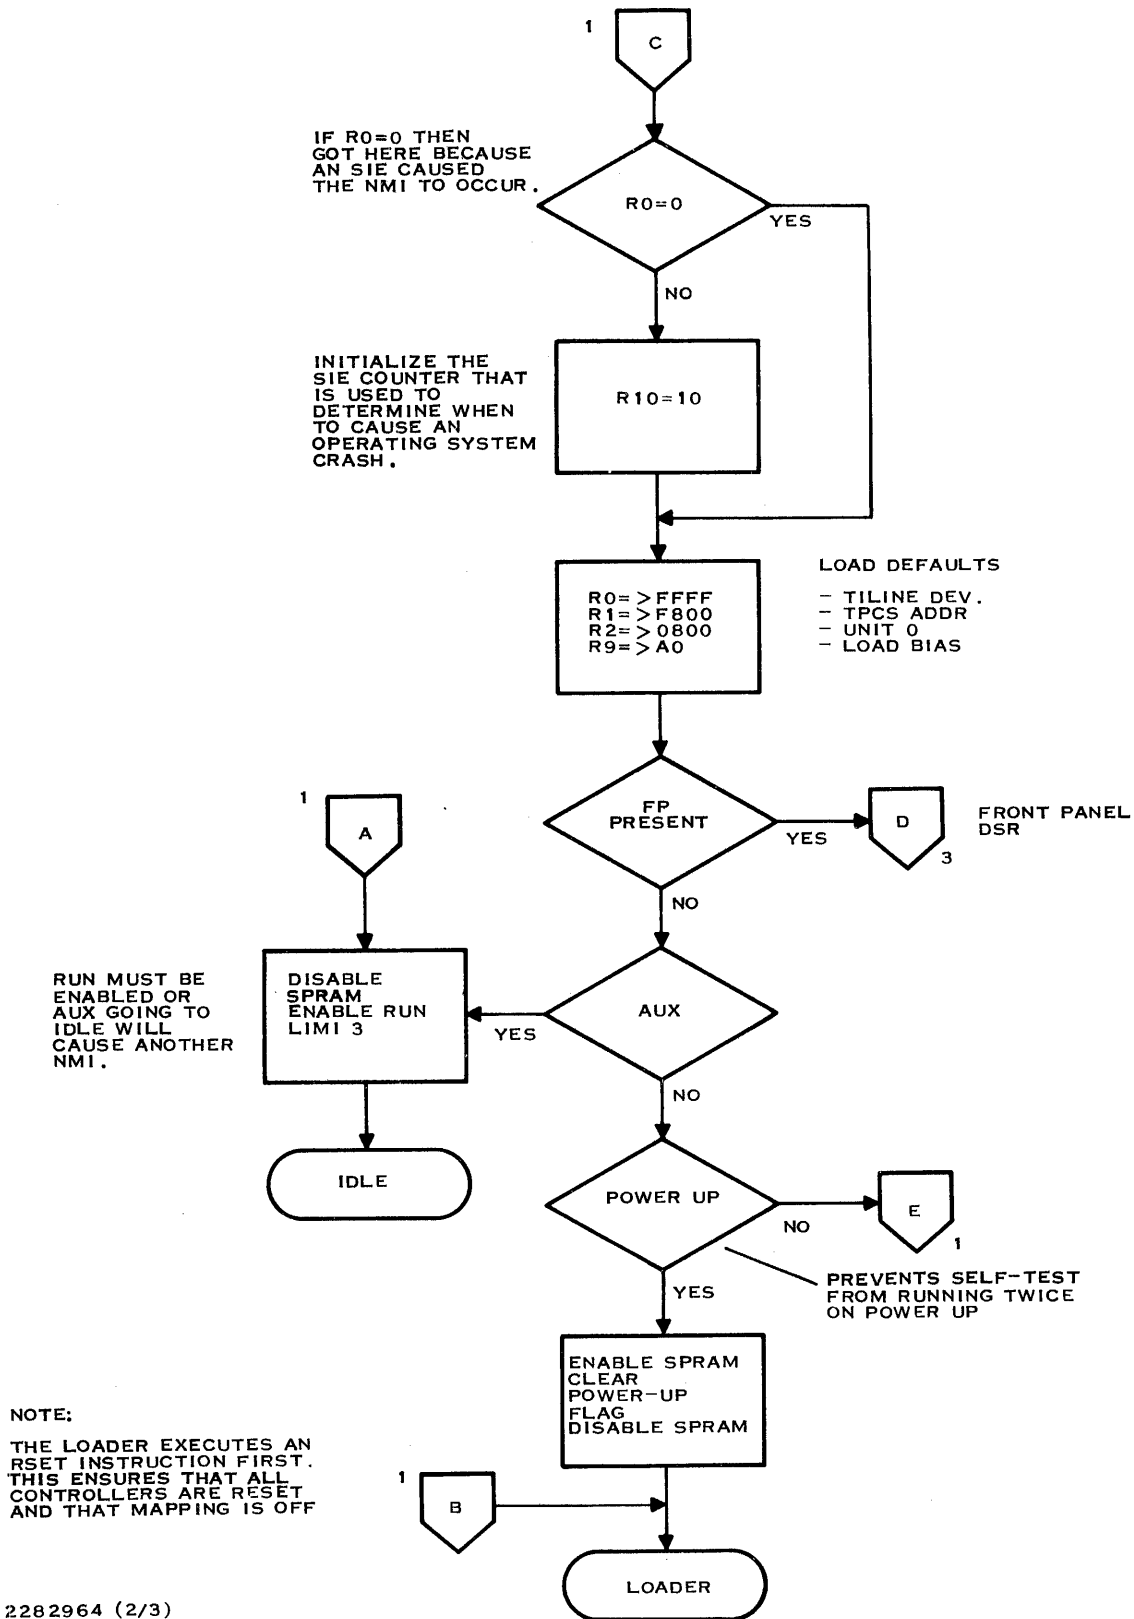 1
C
IF R0=0 THEN
GOT HERE BECAUSE
AN SIE CAUSED
THE NMI TO OCCUR.
R0=0
YES
NO
INITIALIZE THE
SIE COUNTER THAT
IS USED TO
DETERMINE WHEN
TO CAUSE AN
OPERATING SYSTEM
CRASH.
R10=10
R0=>FFFF
R1=>F800
R2=>0800
R9=>A0
LOAD DEFAULTS
- TILINE DEV.
- TPCS ADDR
- UNIT 0
- LOAD BIAS
FP
PRESENT
YES
D
3
FRONT PANEL
DSR
NO
1
A
RUN MUST BE
ENABLED OR
AUX GOING TO
IDLE WILL
CAUSE ANOTHER
NMI.
DISABLE
SPRAM
ENABLE RUN
LIMI 3
YES
AUX
NO
IDLE
POWER UP
NO
E
1
YES
PREVENTS SELF-TEST
FROM RUNNING TWICE
ON POWER UP
ENABLE SPRAM
CLEAR
POWER-UP
FLAG
DISABLE SPRAM
NOTE:
THE LOADER EXECUTES AN
RSET INSTRUCTION FIRST.
THIS ENSURES THAT ALL
CONTROLLERS ARE RESET
AND THAT MAPPING IS OFF
1
B
LOADER
2282964 (2/3)